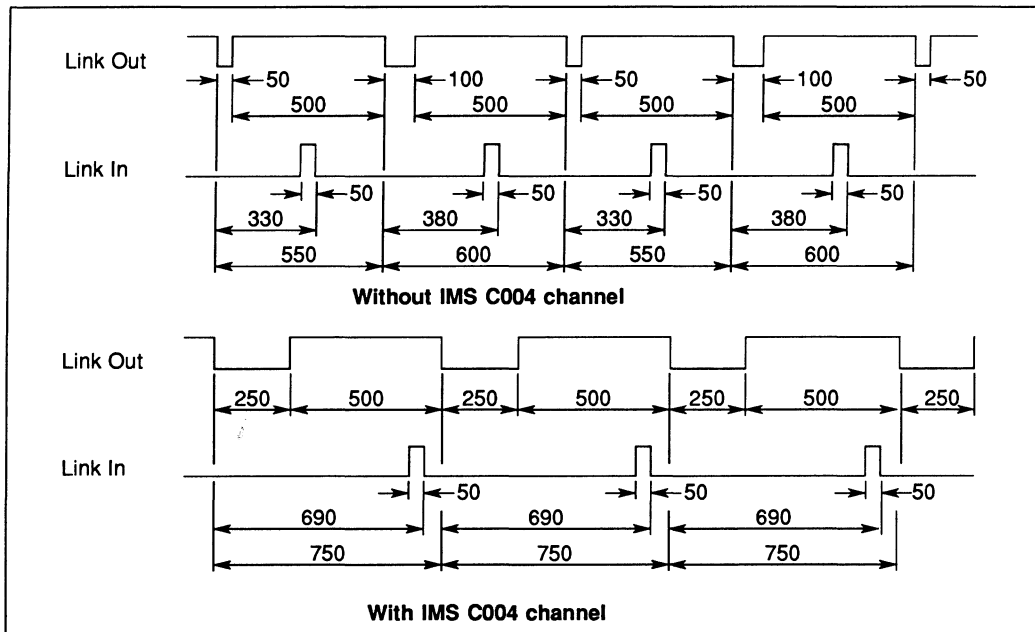 Link Out
50 100 50 100 50
500 500 500 500
Link In
50 50 50 50
330 380 330 380
550 600 550 600
Without IMS C004 channel
Link Out
250 500 250 500 250 500 250
Link In
50 50 50
690 690 690
750 750 750
With IMS C004 channel